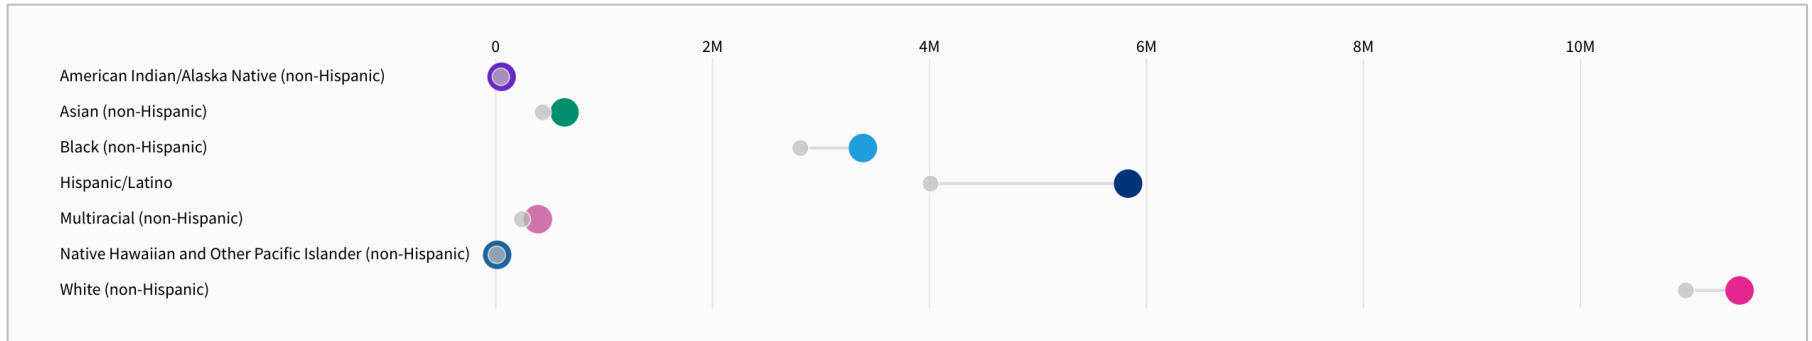 0 2M 4M 6M 8M 10M
American Indian/Alaska Native (non-Hispanic)
Asian (non-Hispanic)
Black (non-Hispanic)
Hispanic/Latino
Multiracial (non-Hispanic)
Native Hawaiian and Other Pacific Islander (non-Hispanic)
White (non-Hispanic)